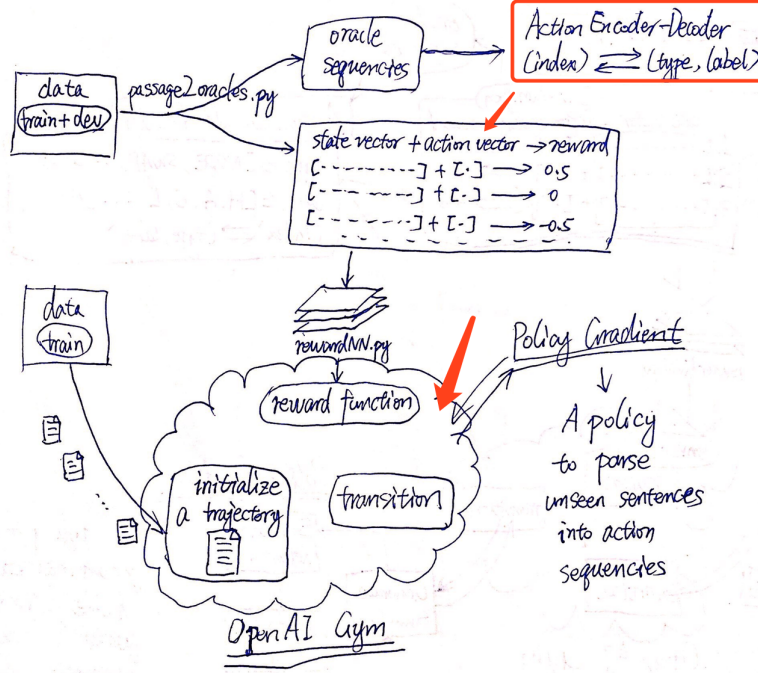 oracle
sequencies
Action Encoder-Decoder
(index) ⇄ (type, label)
data
train+dev
passage2oracles.py
state vector + action vector → reward
[- - - - - - - - -] + [·] → 0.5
[- - - - - - - - -] + [-] → 0
[- - - - - - - - -] + [-] → -0.5
data
train
rewardNN.py
reward function
Policy Gradient
initialize
a trajectory
transition
A policy
to parse
unseen sentences
into action
sequencies
OpenAI Gym